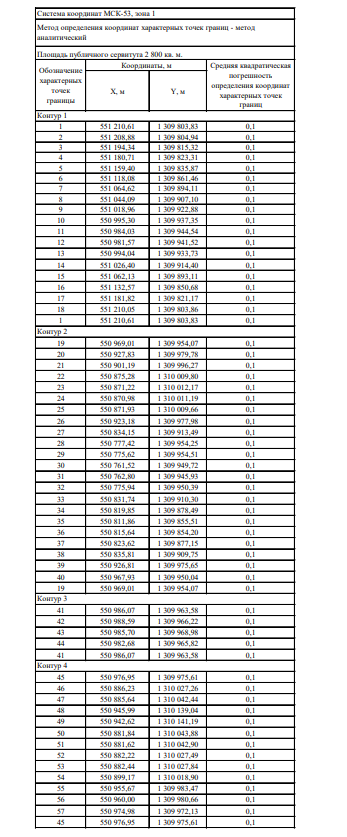 Система координат МСК-53, зона 1
Метод определения координат характерных точек границ - метод
аналитический
Площадь публичного сервитута 2 800 кв. м.
Обозначение характерных точек границы Координаты, м Средняя квадратическая погрешность определения координат характерных точек границ
X, м Y, м
Контур 1
1 551 210,61 1 309 803,83 0,1
2 551 208,88 1 309 804,94 0,1
3 551 194,34 1 309 815,32 0,1
4 551 180,71 1 309 823,31 0,1
5 551 159,40 1 309 835,87 0,1
6 551 118,08 1 309 861,46 0,1
7 551 064,62 1 309 894,11 0,1
8 551 044,09 1 309 907,10 0,1
9 551 018,96 1 309 922,88 0,1
10 550 995,30 1 309 937,35 0,1
11 550 984,03 1 309 944,54 0,1
12 550 981,57 1 309 941,52 0,1
13 550 994,04 1 309 933,73 0,1
14 551 026,40 1 309 914,40 0,1
15 551 062,13 1 309 893,11 0,1
16 551 132,57 1 309 850,68 0,1
17 551 181,82 1 309 821,17 0,1
18 551 210,05 1 309 803,86 0,1
1 551 210,61 1 309 803,83 0,1
Контур 2
19 550 969,01 1 309 954,07 0,1
20 550 927,83 1 309 979,78 0,1
21 550 901,19 1 309 996,27 0,1
22 550 875,28 1 310 009,80 0,1
23 550 871,22 1 310 012,17 0,1
24 550 870,98 1 310 011,19 0,1
25 550 871,93 1 310 009,66 0,1
26 550 923,18 1 309 977,98 0,1
27 550 834,15 1 309 913,49 0,1
28 550 777,42 1 309 954,25 0,1
29 550 775,62 1 309 954,51 0,1
30 550 761,52 1 309 949,72 0,1
31 550 762,80 1 309 945,93 0,1
32 550 775,94 1 309 950,39 0,1
33 550 831,74 1 309 910,30 0,1
34 550 819,85 1 309 878,49 0,1
35 550 811,86 1 309 855,51 0,1
36 550 815,64 1 309 854,20 0,1
37 550 823,62 1 309 877,15 0,1
38 550 835,81 1 309 909,75 0,1
39 550 926,81 1 309 975,65 0,1
40 550 967,93 1 309 950,04 0,1
19 550 969,01 1 309 954,07 0,1
Контур 3
41 550 986,07 1 309 963,58 0,1
42 550 988,59 1 309 966,22 0,1
43 550 985,70 1 309 968,98 0,1
44 550 982,68 1 309 965,82 0,1
41 550 986,07 1 309 963,58 0,1
Контур 4
45 550 976,95 1 309 975,61 0,1
46 550 886,23 1 310 027,26 0,1
47 550 885,64 1 310 042,44 0,1
48 550 945,99 1 310 139,04 0,1
49 550 942,62 1 310 141,19 0,1
50 550 881,84 1 310 043,88 0,1
51 550 881,62 1 310 042,90 0,1
52 550 882,22 1 310 027,49 0,1
53 550 882,44 1 310 027,84 0,1
54 550 899,17 1 310 018,90 0,1
55 550 955,67 1 309 983,47 0,1
56 550 960,00 1 309 980,66 0,1
57 550 974,98 1 309 972,13 0,1
45 550 976,95 1 309 975,61 0,1